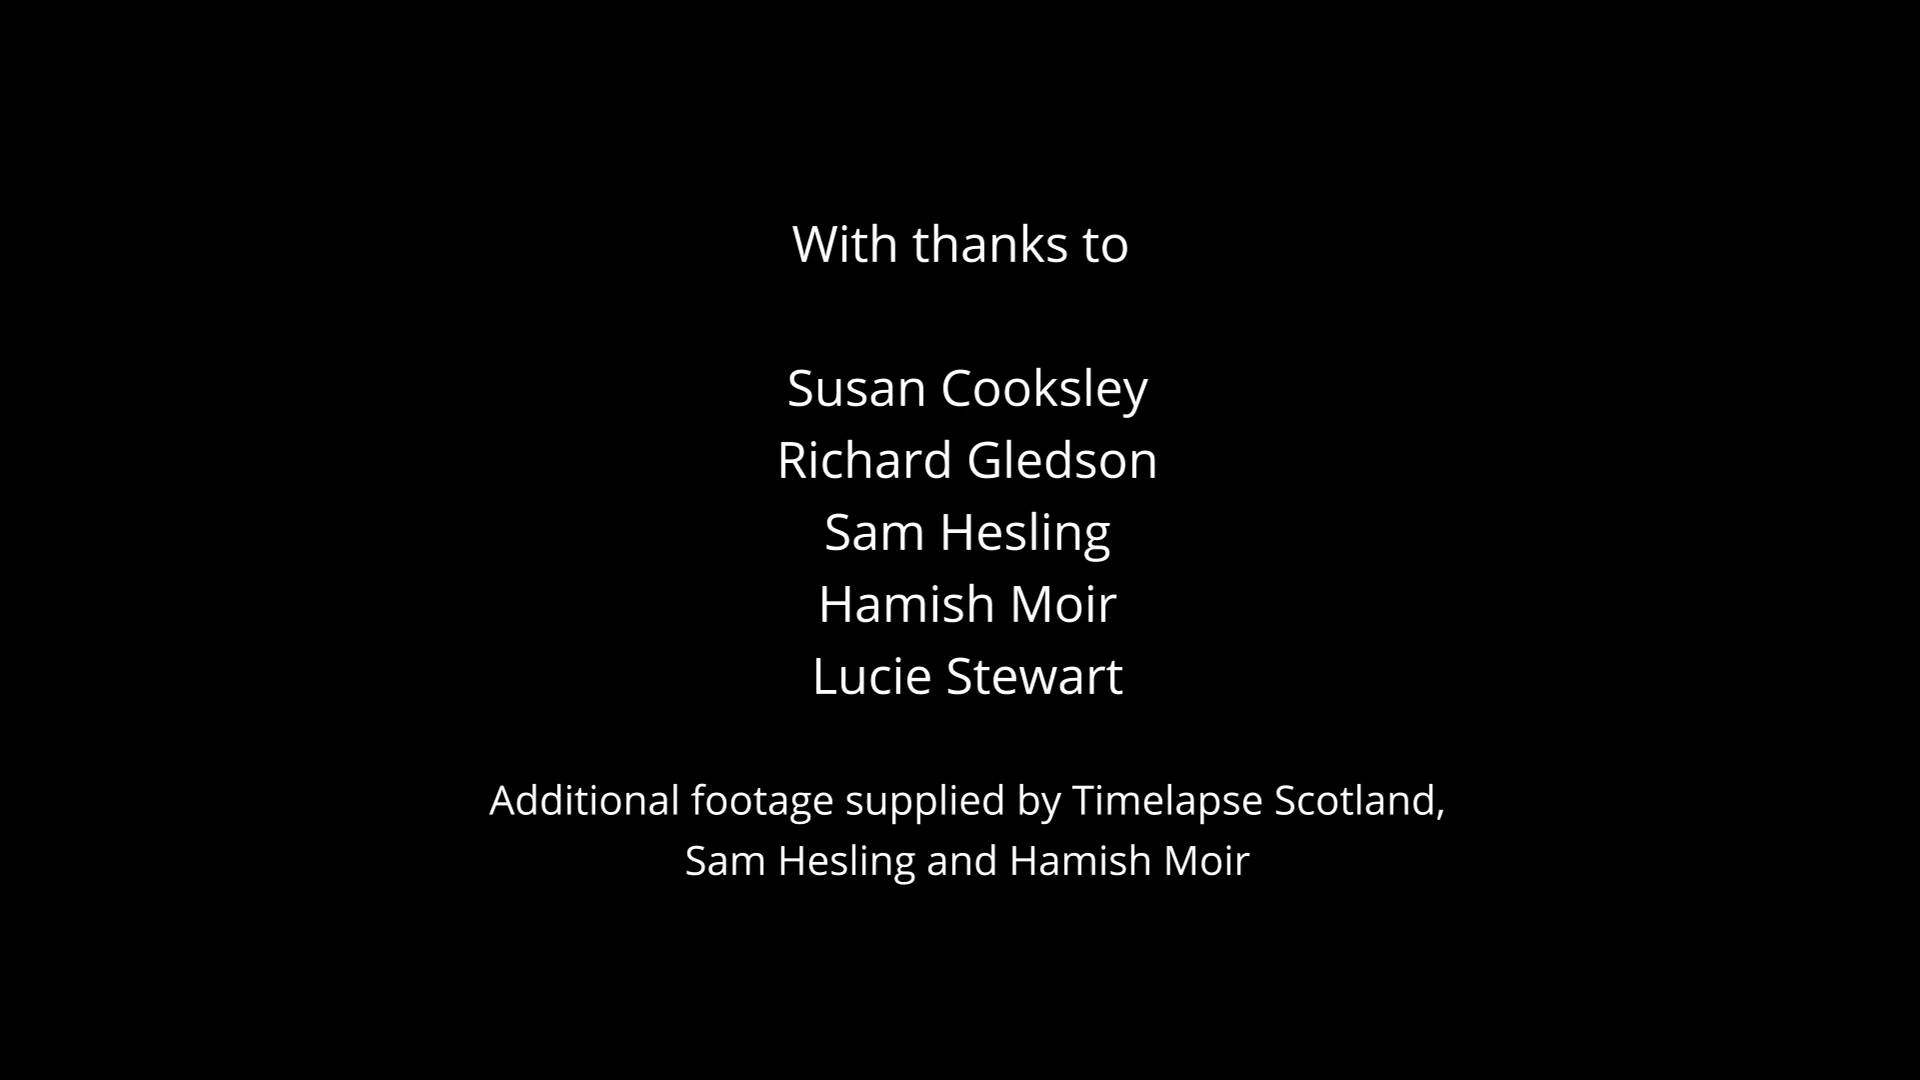 With thanks to
Susan Cooksley
Richard Gledson
Sam Hesling
Hamish Moir
Lucie Stewart
Additional footage supplied by Timelapse Scotland,
Sam Hesling and Hamish Moir